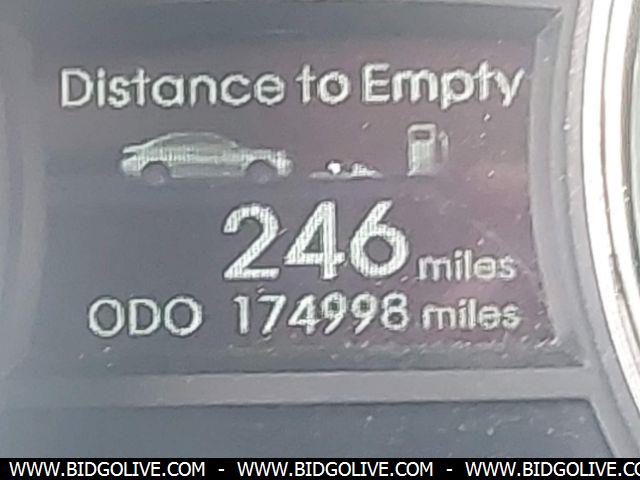 Distance to Empty
246 miles
ODO 174998 miles
WWW.BIDGOLIVE.COM - WWW.BIDGOLIVE.COM - WWW.BIDGOLIVE.COM